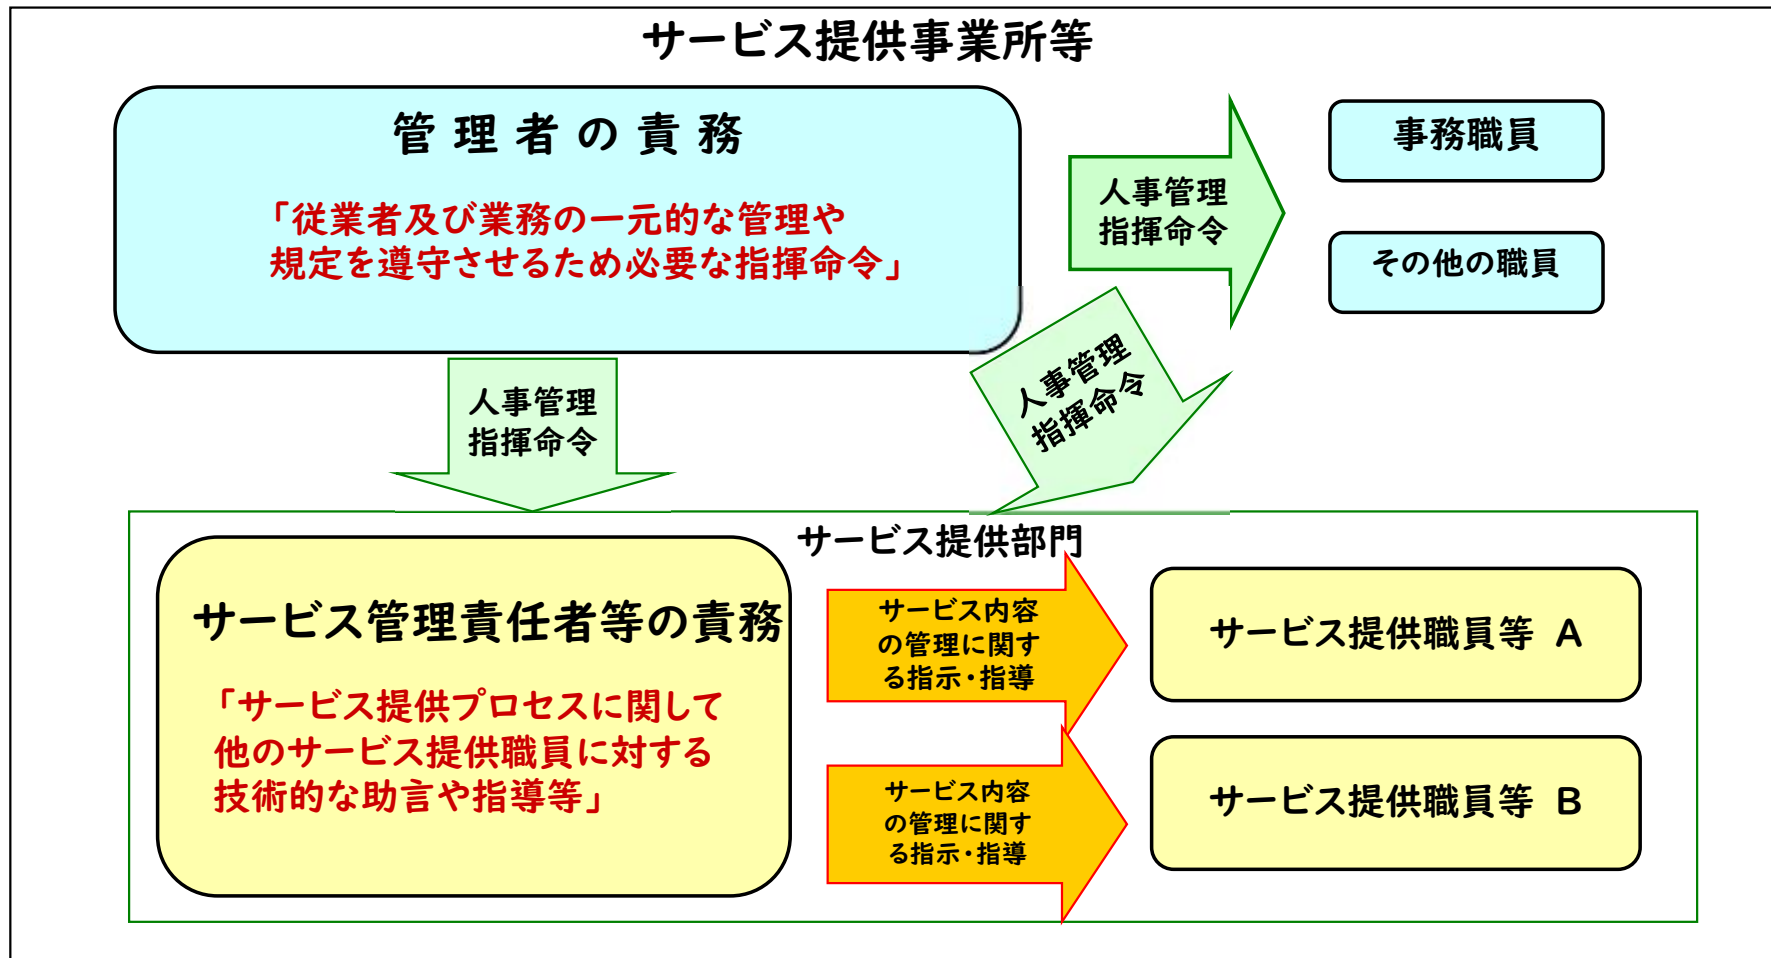 サービス提供事業所等
管理者の責務
「従業者及び業務の一元的な管理や
規定を遵守させるため必要な指揮命令」
人事管理
指揮命令
事務職員
その他の職員
人事管理
指揮命令
人事管理
指揮命令
サービス提供部門
サービス管理責任者等の責務
「サービス提供プロセスに関して
他のサービス提供職員に対する
技術的な助言や指導等」
サービス内容
の管理に関す
る指示・指導
サービス提供職員等 A
サービス内容
の管理に関す
る指示・指導
サービス提供職員等 B